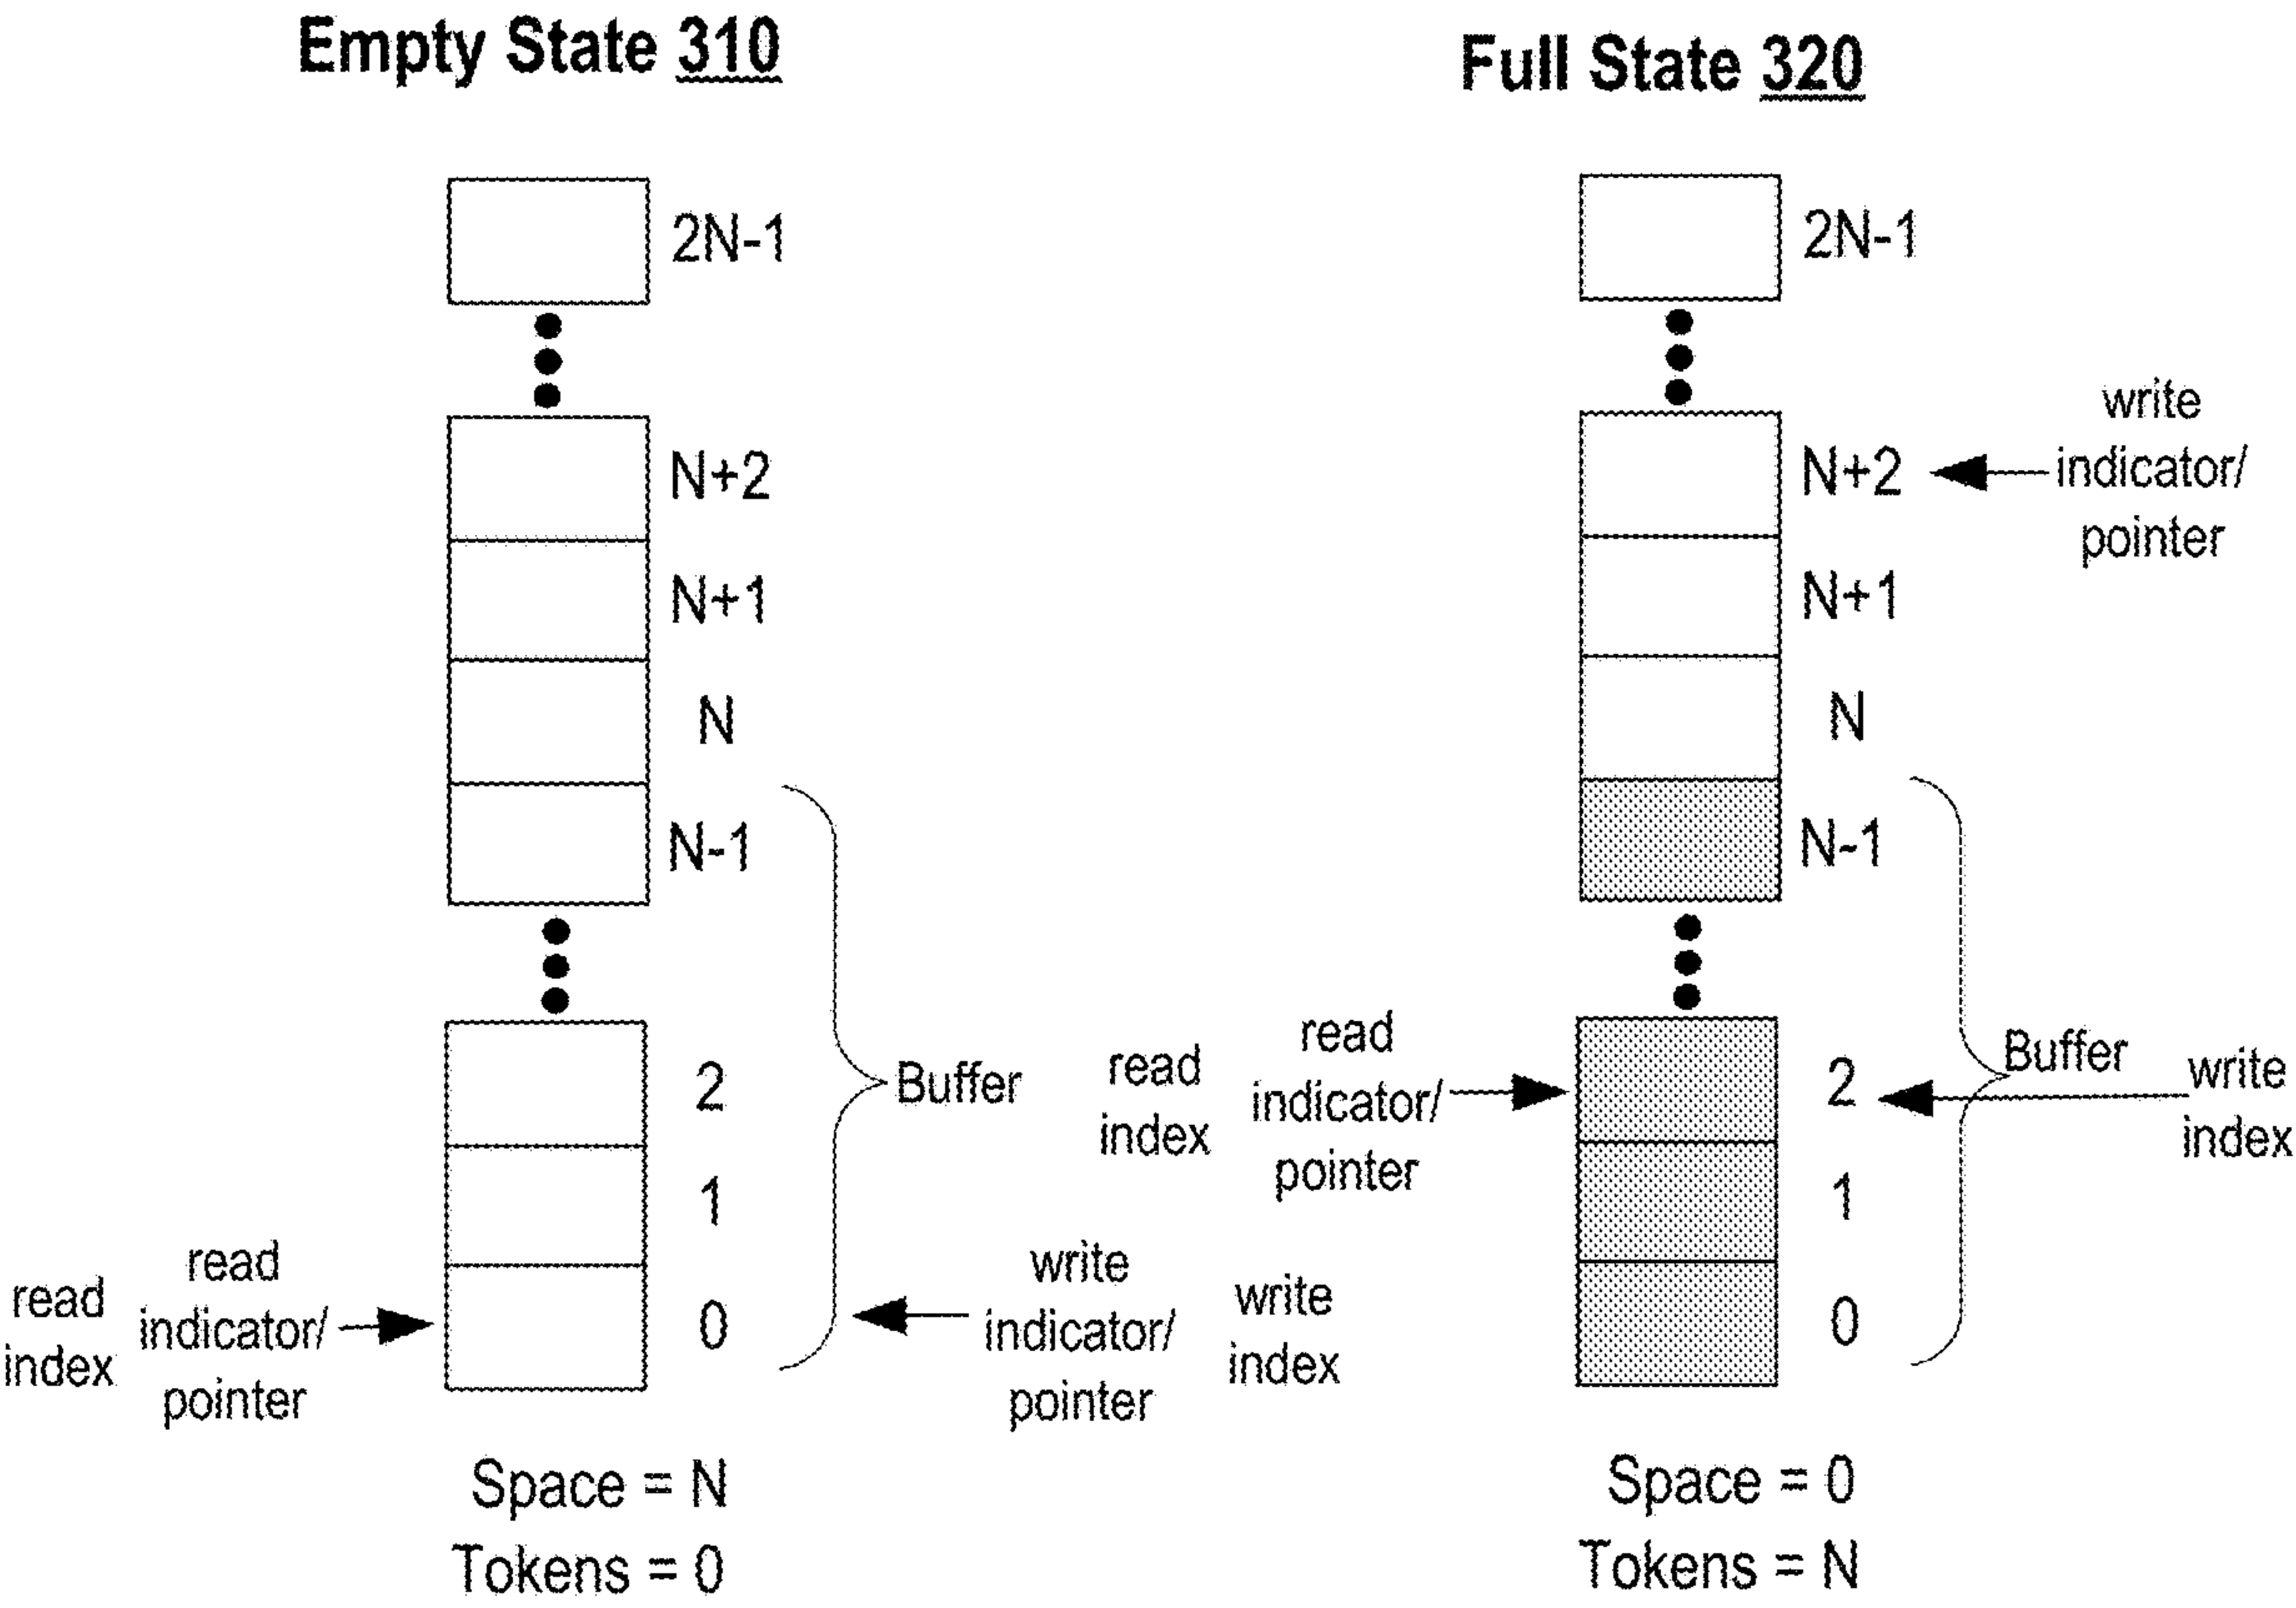 Empty State 310
2N-1
N+2
N+1
N
N-1
2
1
0
Buffer
read
index
read
indicator/
pointer
write
indicator/
pointer
write
index
Space = N
Tokens = 0
Full State 320
2N-1
N+2
N+1
N
N-1
2
1
0
write
indicator/
pointer
Buffer
read
index
read
indicator/
pointer
write
index
Space = 0
Tokens = N